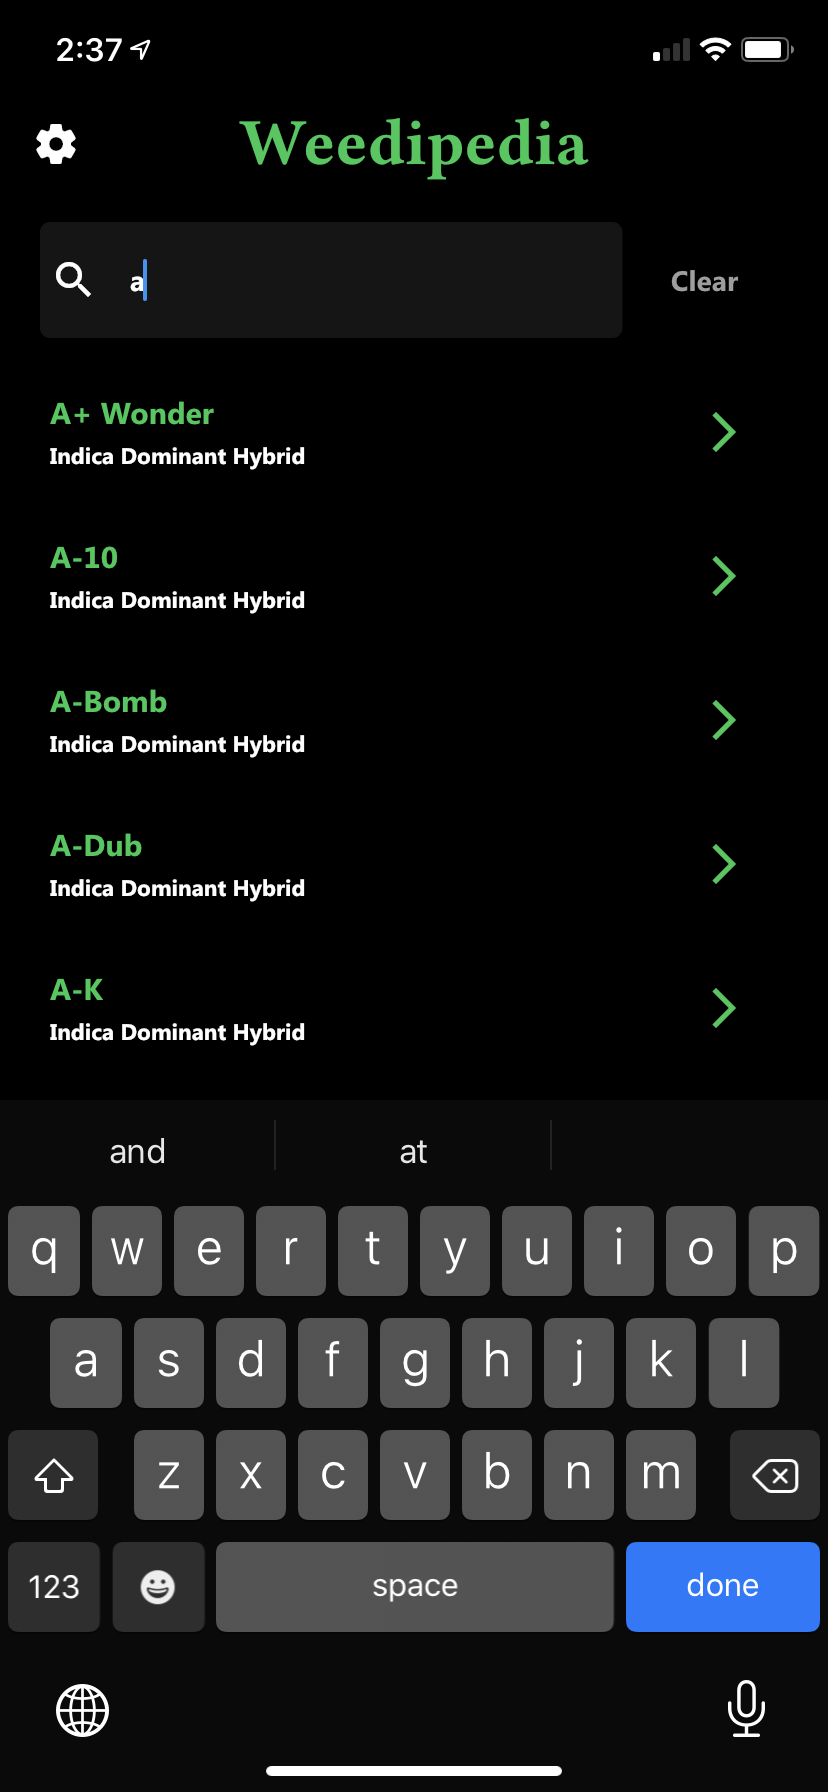 2:37
Weedipedia
a
Clear
A+ Wonder
Indica Dominant Hybrid
A-10
Indica Dominant Hybrid
A-Bomb
Indica Dominant Hybrid
A-Dub
Indica Dominant Hybrid
A-K
Indica Dominant Hybrid
and at
q w e r t y u i o p
a s d f g h j k l
z x c v b n m
123 space done